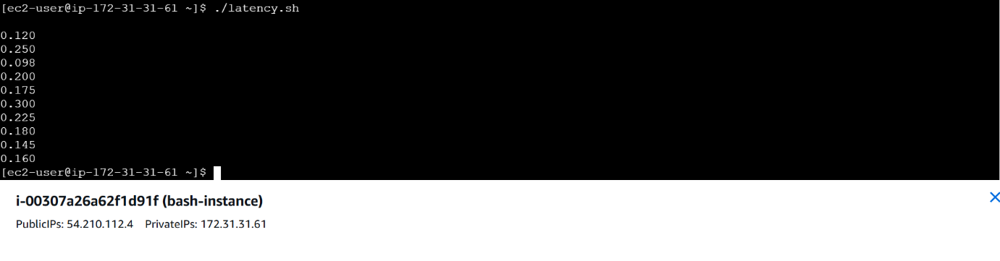 [ec2-user@ip-172-31-31-61 ~]$ ./latency.sh
0.120
0.250
0.098
0.200
0.175
0.300
0.225
0.180
0.145
0.160
[ec2-user@ip-172-31-31-61 ~]$
i-00307a26a62f1d91f (bash-instance)
PublicIPs: 54.210.112.4 PrivateIPs: 172.31.31.61